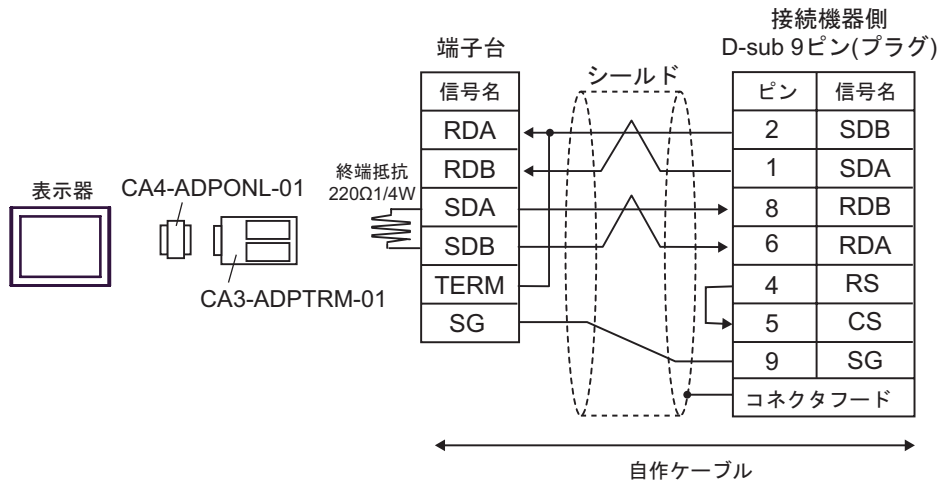 接続機器側
D-sub 9ピン(プラグ)
端子台
シールド
信号名
ピン 信号名
RDA
2 SDB
RDB
1 SDA
終端抵抗
220Ω1/4W
SDA
8 RDB
SDB
6 RDA
TERM
4 RS
SG
5 CS
9 SG
コネクタフード
表示器
CA4-ADPONL-01
CA3-ADPTRM-01
自作ケーブル